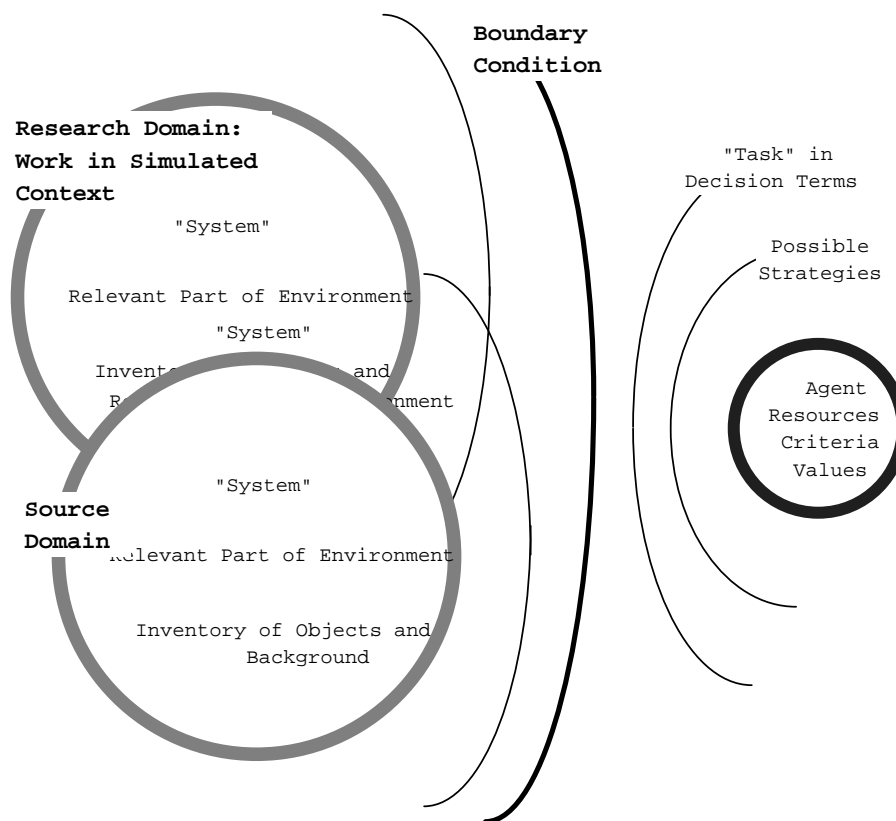 Boundary
Condition
Research Domain:
Work in Simulated
Context
"System"
Relevant Part of Environment
"System"
and
"Task" in
Decision Terms
Possible
Strategies
Agent
Resources
Criteria
Values
Source
Domain
"System"
Relevant Part of Environment
Inventory of Objects and
Background